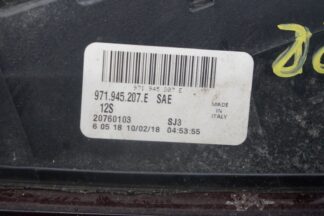 971 945 207 E
971.945.207.E SAE
12S
MADE
IN
ITALY
20760103 SJ3
6 05 18 10/02/18 04:53:55